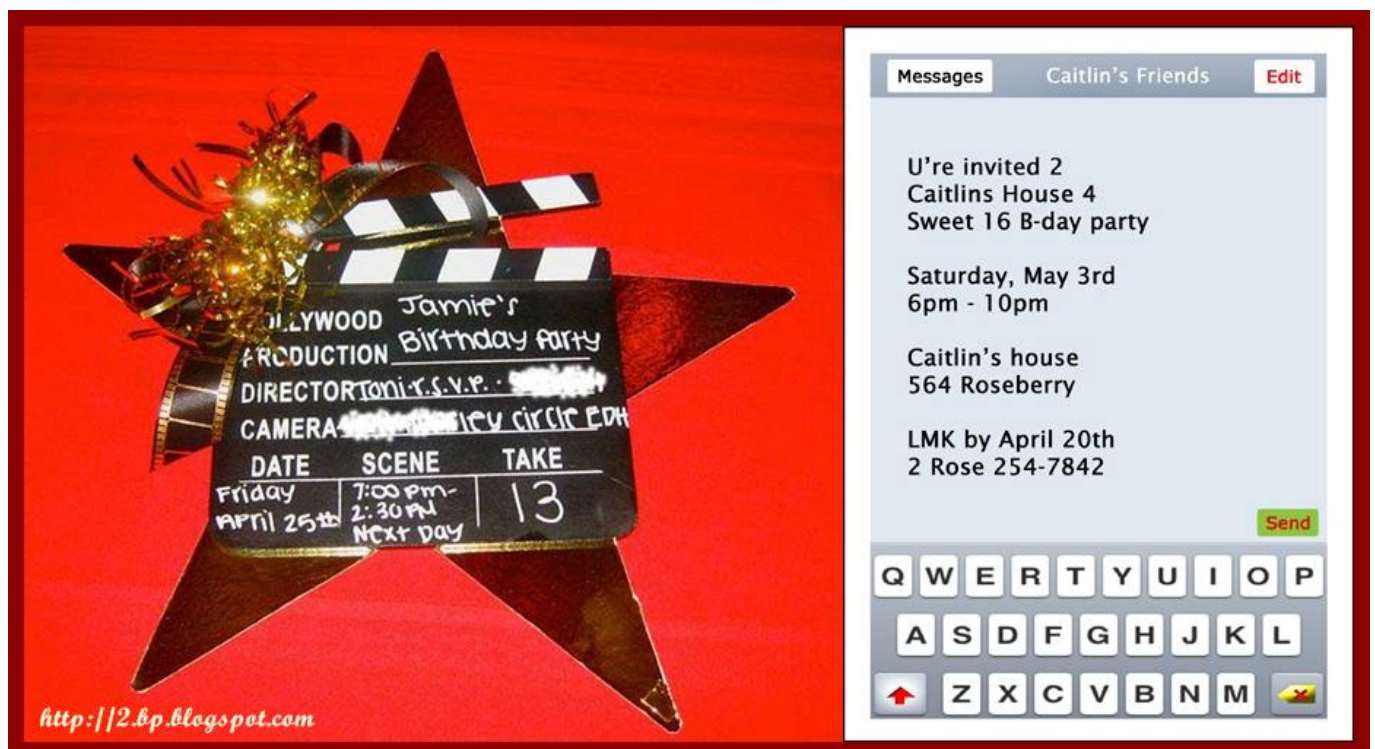 Jamie's
HOLLYWOOD
Birthday Party
PRODUCTION
DIRECTOR Toni·r.s.v.p.·
CAMERA ley circle EDH
DATE SCENE TAKE
Friday
April 25th
7:00 pm-
2:30 PM
Next Day
13
http://2.bp.blogspot.com
Messages Caitlin's Friends Edit
U're invited 2
Caitlins House 4
Sweet 16 B-day party
Saturday, May 3rd
6pm - 10pm
Caitlin's house
564 Roseberry
LMK by April 20th
2 Rose 254-7842
Send
Q W E R T Y U I O P
A S D F G H J K L
Z X C V B N M